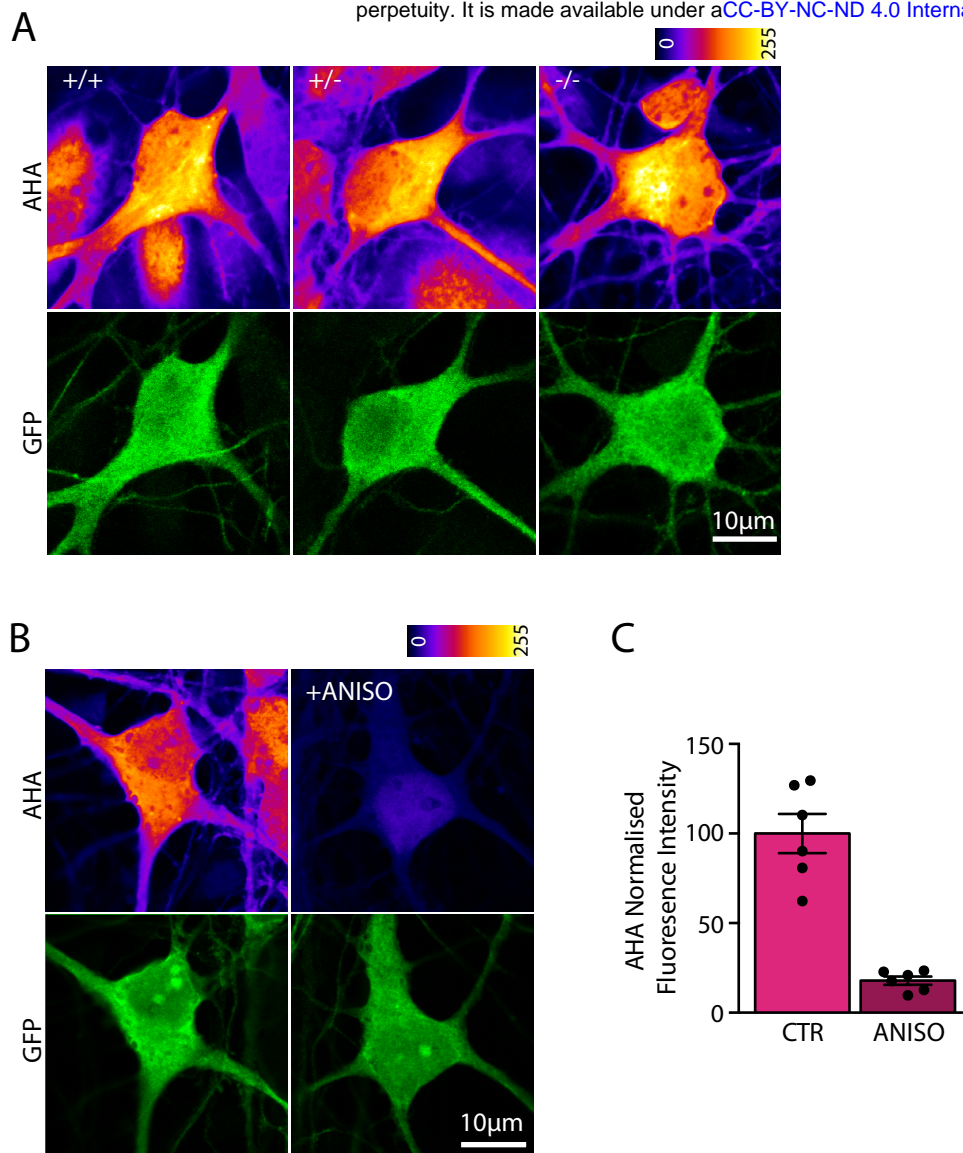 perpetuity. It is made available under aCC-BY-NC-ND 4.0 Interna
A
0 255
+/+ +/- -/-
AHA
GFP
10μm
B
0 255
+ANISO
AHA
GFP
10μm
C
AHA Normalised
Fluoresence Intensity
150
100
50
0
CTR ANISO